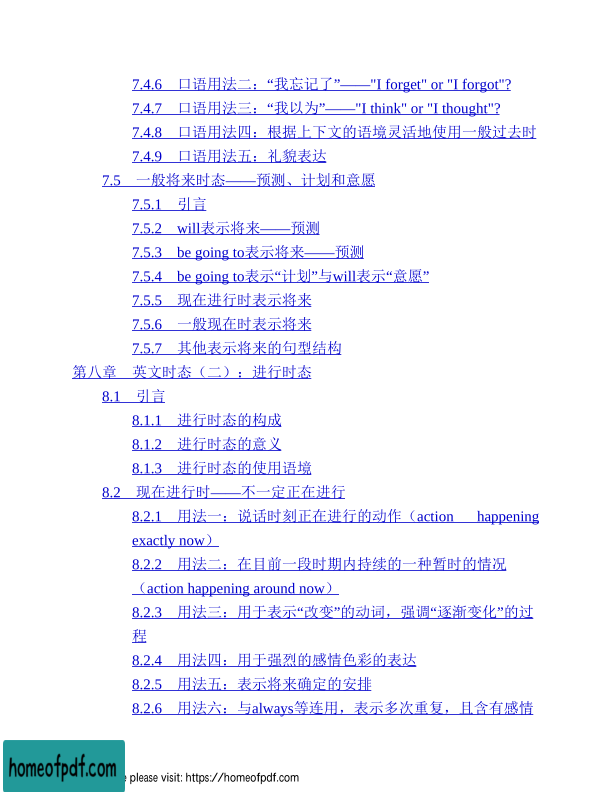 7.4.6 口语用法二：“我忘记了”——"I forget" or "I forgot"?
7.4.7 口语用法三：“我以为”——"I think" or "I thought"?
7.4.8 口语用法四：根据上下文的语境灵活地使用一般过去时
7.4.9 口语用法五：礼貌表达
7.5 一般将来时态——预测、计划和意愿
7.5.1 引言
7.5.2 will表示将来——预测
7.5.3 be going to表示将来——预测
7.5.4 be going to表示“计划”与will表示“意愿”
7.5.5 现在进行时表示将来
7.5.6 一般现在时表示将来
7.5.7 其他表示将来的句型结构
第八章 英文时态（二）：进行时态
8.1 引言
8.1.1 进行时态的构成
8.1.2 进行时态的意义
8.1.3 进行时态的使用语境
8.2 现在进行时——不一定正在进行
8.2.1 用法一：说话时刻正在进行的动作（action happening
exactly now）
8.2.2 用法二：在目前一段时期内持续的一种暂时的情况
（action happening around now）
8.2.3 用法三：用于表示“改变”的动词，强调“逐渐变化”的过
程
8.2.4 用法四：用于强烈的感情色彩的表达
8.2.5 用法五：表示将来确定的安排
8.2.6 用法六：与always等连用，表示多次重复，且含有感情
homeofpdf.com
please visit: https://homeofpdf.com